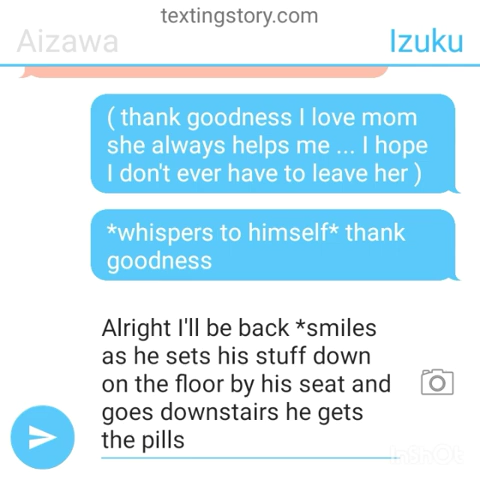 textingstory.com
Aizawa
Izuku
( thank goodness I love mom
she always helps me ... I hope
I don't ever have to leave her )
*whispers to himself* thank
goodness
Alright I'll be back *smiles
as he sets his stuff down
on the floor by his seat and
goes downstairs he gets
the pills
InShOt